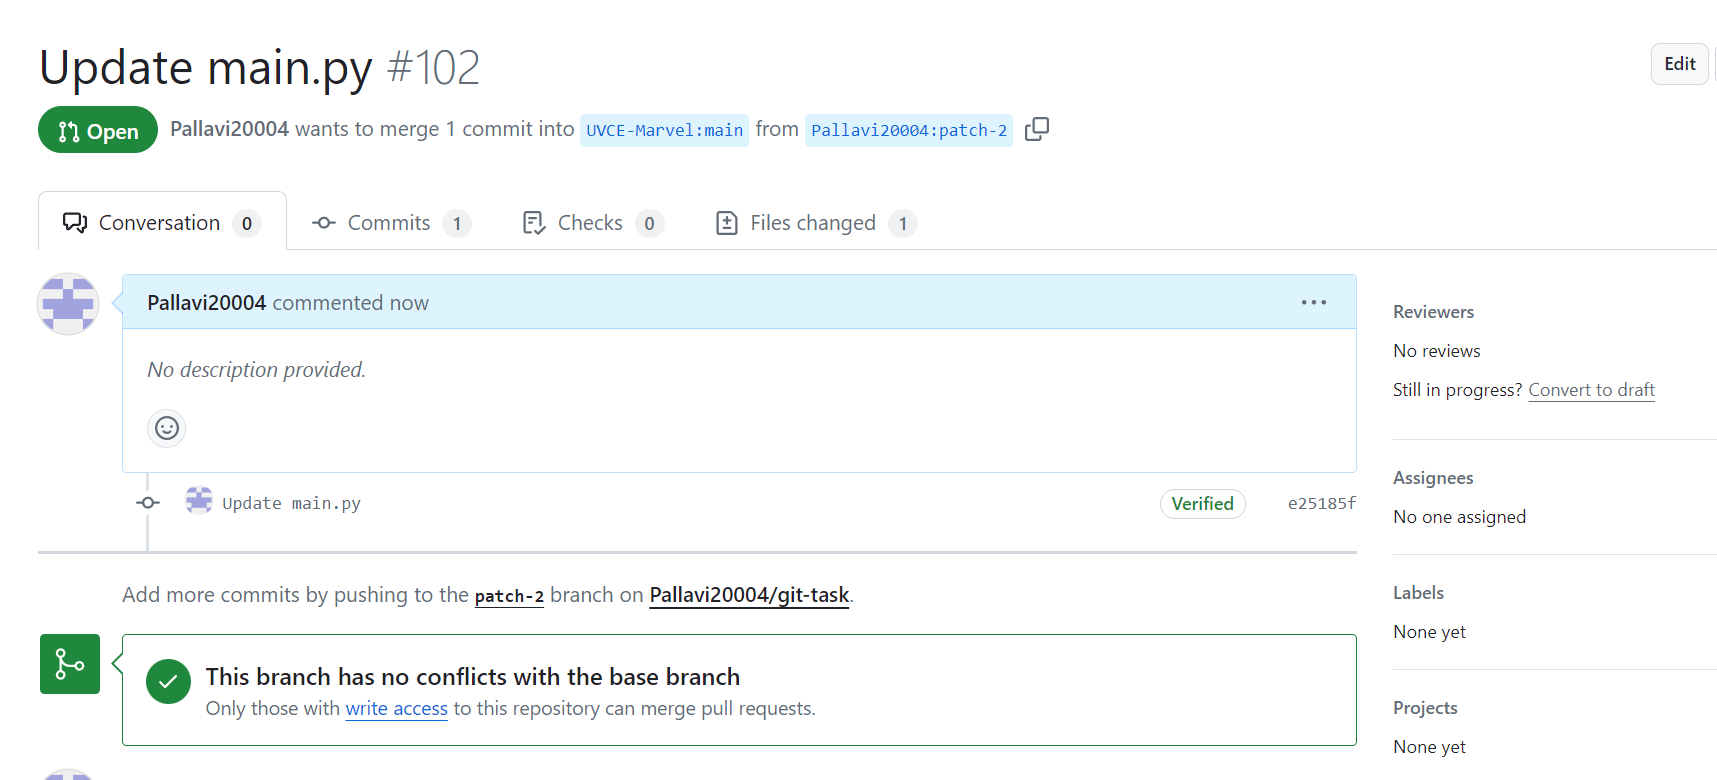 Update main.py #102
Edit
Open Pallavi20004 wants to merge 1 commit into UVCE-Marvel:main from Pallavi20004:patch-2
Conversation 0 Commits 1 Checks 0 Files changed 1
Pallavi20004 commented now
No description provided.
Update main.py Verified e25185f
Add more commits by pushing to the patch-2 branch on Pallavi20004/git-task.
This branch has no conflicts with the base branch
Only those with write access to this repository can merge pull requests.
Reviewers
No reviews
Still in progress? Convert to draft
Assignees
No one assigned
Labels
None yet
Projects
None yet